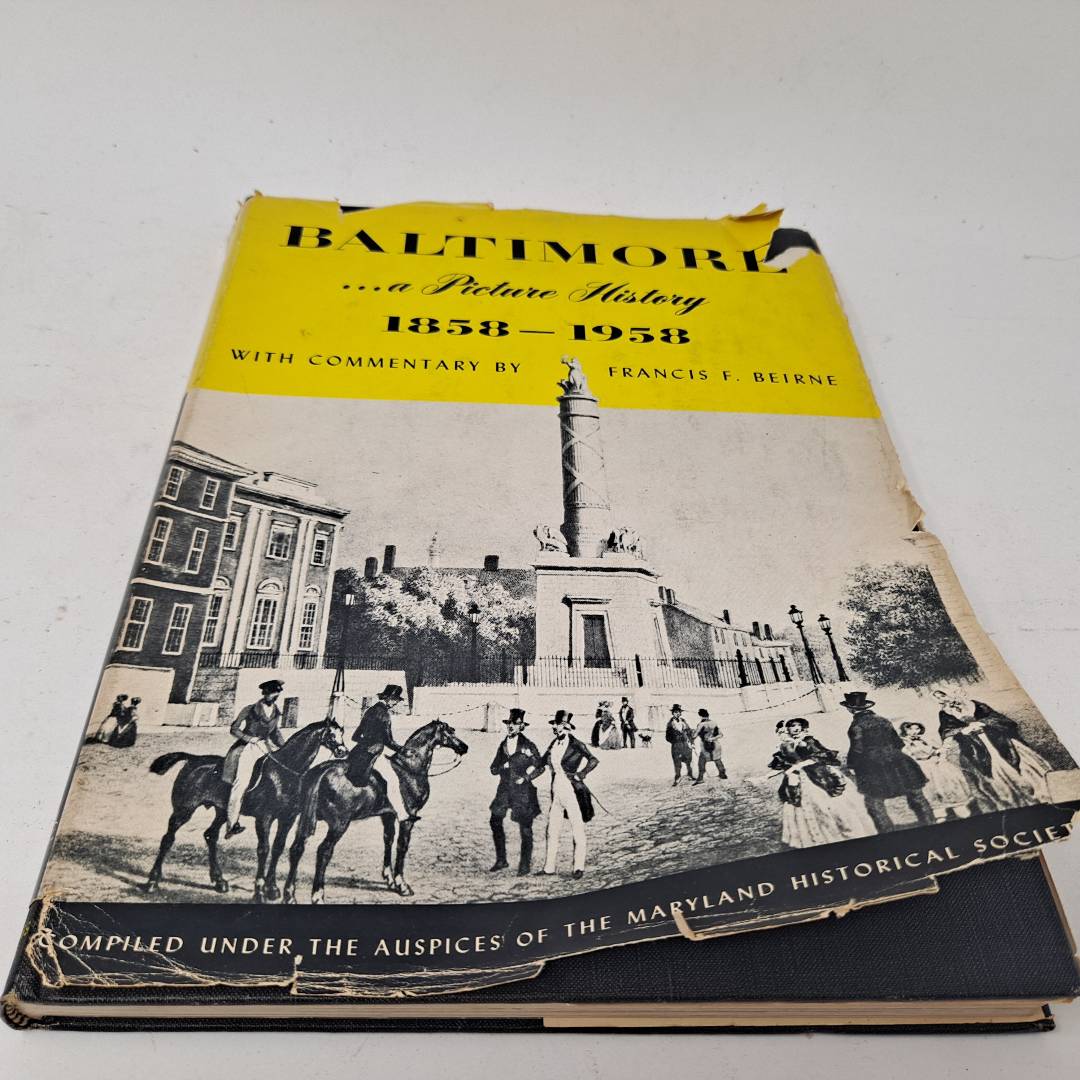 BALTIMORE
...a Picture History
1858–1958
WITH COMMENTARY BY FRANCIS F. BEIRNE
COMPILED UNDER THE AUSPICES OF THE MARYLAND HISTORICAL SOCIET